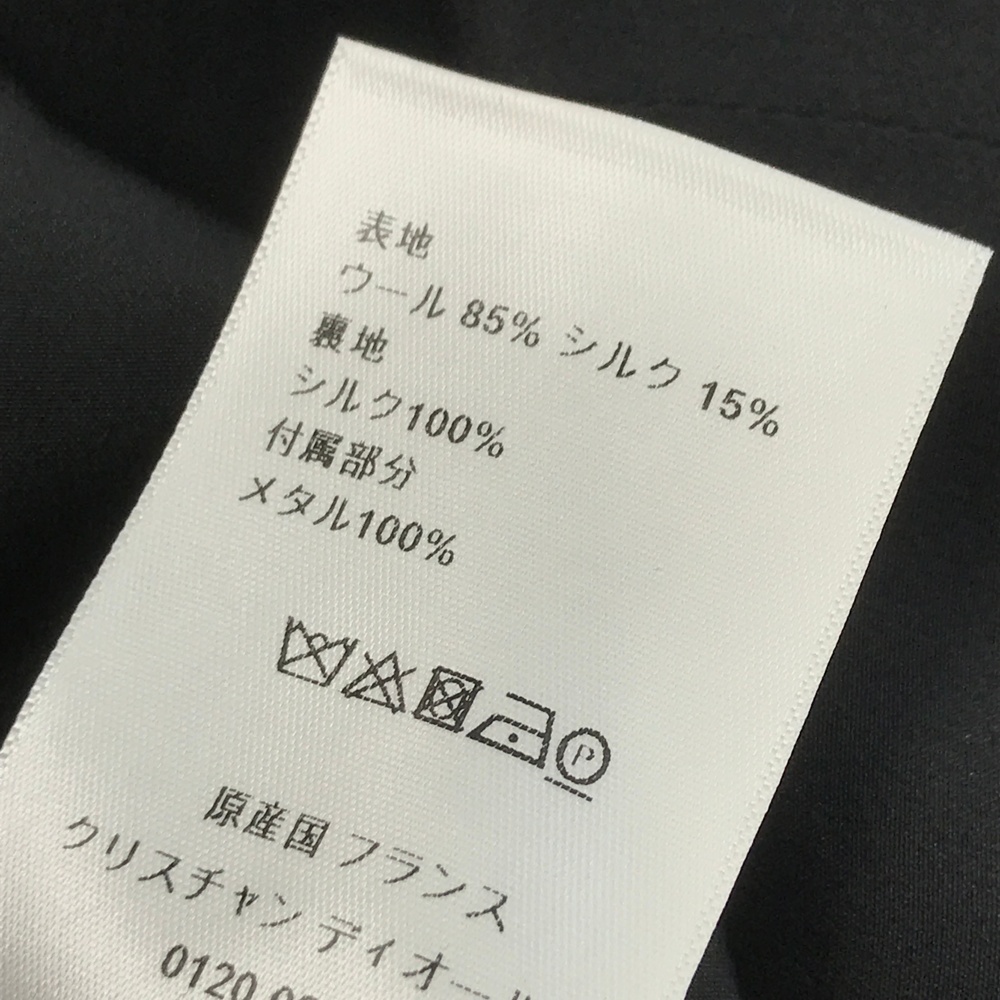 表地
ウール 85% シルク 15%
裏地
シルク100%
付属部分
メタル100%
P
原産国 フランス
クリスチャン ディオール
0120